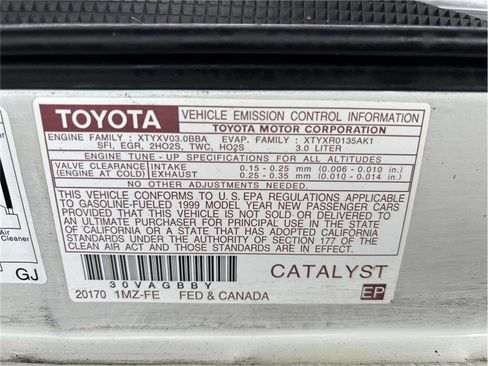 TOYOTA VEHICLE EMISSION CONTROL INFORMATION
TOYOTA MOTOR CORPORATION
ENGINE FAMILY : XTYXV03.0BBA EVAP. FAMILY : XTYXR0135AK1
SFI, EGR, 2HO2S, TWC, HO2S 3.0 LITER
ENGINE TUNE - UP SPECIFICATIONS FOR ALL ALTITUDES
VALVE CLEARANCE INTAKE 0.15 - 0.25 mm (0.006 - 0.010 in)
(ENGINE AT COLD) EXHAUST 0.25 - 0.35 mm (0.010 - 0.014 in)
NO OTHER ADJUSTMENTS NEEDED.
THIS VEHICLE CONFORMS TO U.S. EPA REGULATIONS APPLICABLE
TO GASOLINE-FUELED 1999 MODEL YEAR NEW PASSENGER CARS
PROVIDED THAT THIS VEHICLE IS NOT SOLD OR DELIVERED TO
AN ULTIMATE PURCHASER FOR PRINCIPAL USE IN THE STATE
OF CALIFORNIA OR A STATE THAT HAS ADOPTED CALIFORNIA
STANDARDS UNDER THE AUTHORITY OF SECTION 177 OF THE
CLEAN AIR ACT AND THOSE STANDARDS ARE IN EFFECT.
30VAGBBY CATALYST
20170 1MZ-FE FED & CANADA EP
Air
Cleaner
GJ